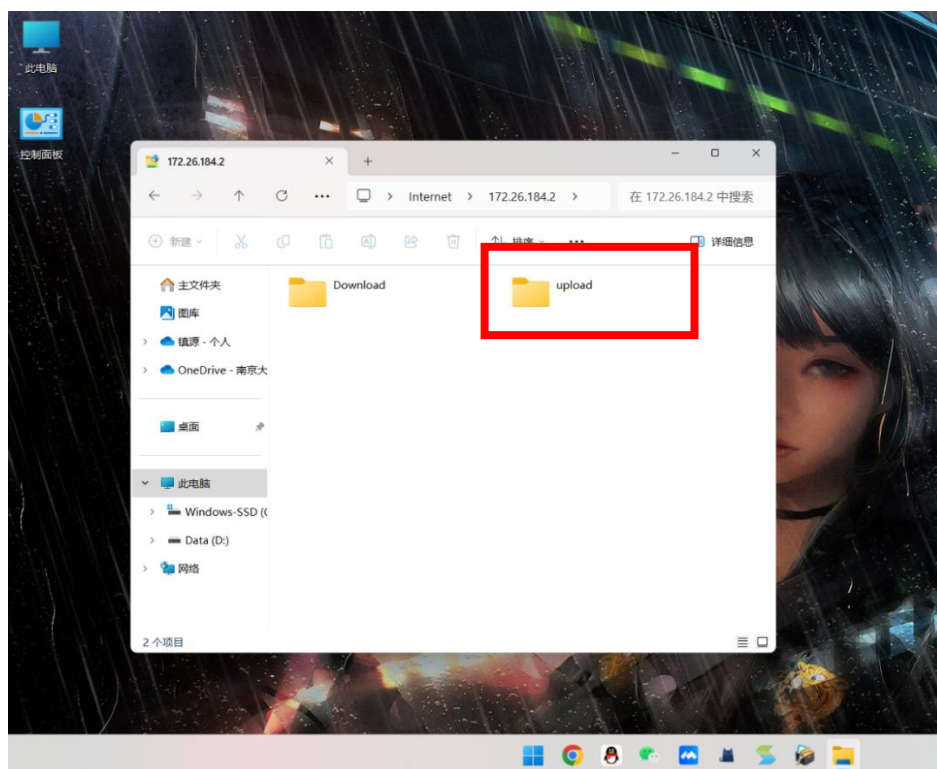 此电脑
控制面板
172.26.184.2
Internet > 172.26.184.2 >
在 172.26.184.2 中搜索
新建
排序
详细信息
主文件夹
图库
镇源 - 个人
OneDrive - 南京大
桌面
此电脑
Windows-SSD (C
Data (D:)
网络
Download
upload
2 个项目